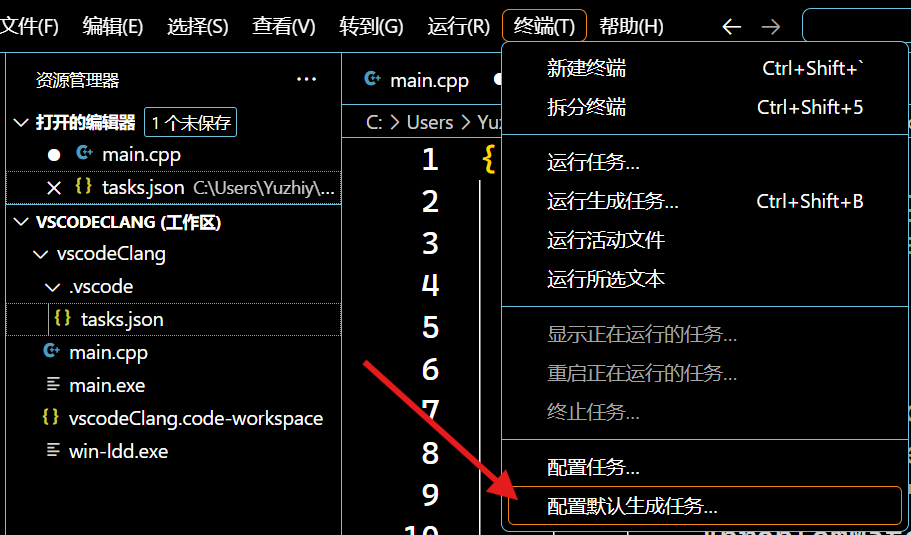 文件(F) 编辑(E) 选择(S) 查看(V) 转到(G) 运行(R) 终端(T) 帮助(H)
资源管理器
打开的编辑器 1 个未保存
main.cpp
tasks.json C:\Users\Yuzhiy\...
VSCODECLANG (工作区)
vscodeClang
.vscode
tasks.json
main.cpp
main.exe
vscodeClang.code-workspace
win-ldd.exe
main.cpp
C: > Users >
1 {
2
3
4
5
6
7
8
9
10
新建终端 Ctrl+Shift+`
拆分终端 Ctrl+Shift+5
运行任务...
运行生成任务... Ctrl+Shift+B
运行活动文件
运行所选文本
显示正在运行的任务...
重启正在运行的任务...
终止任务...
配置任务...
配置默认生成任务...